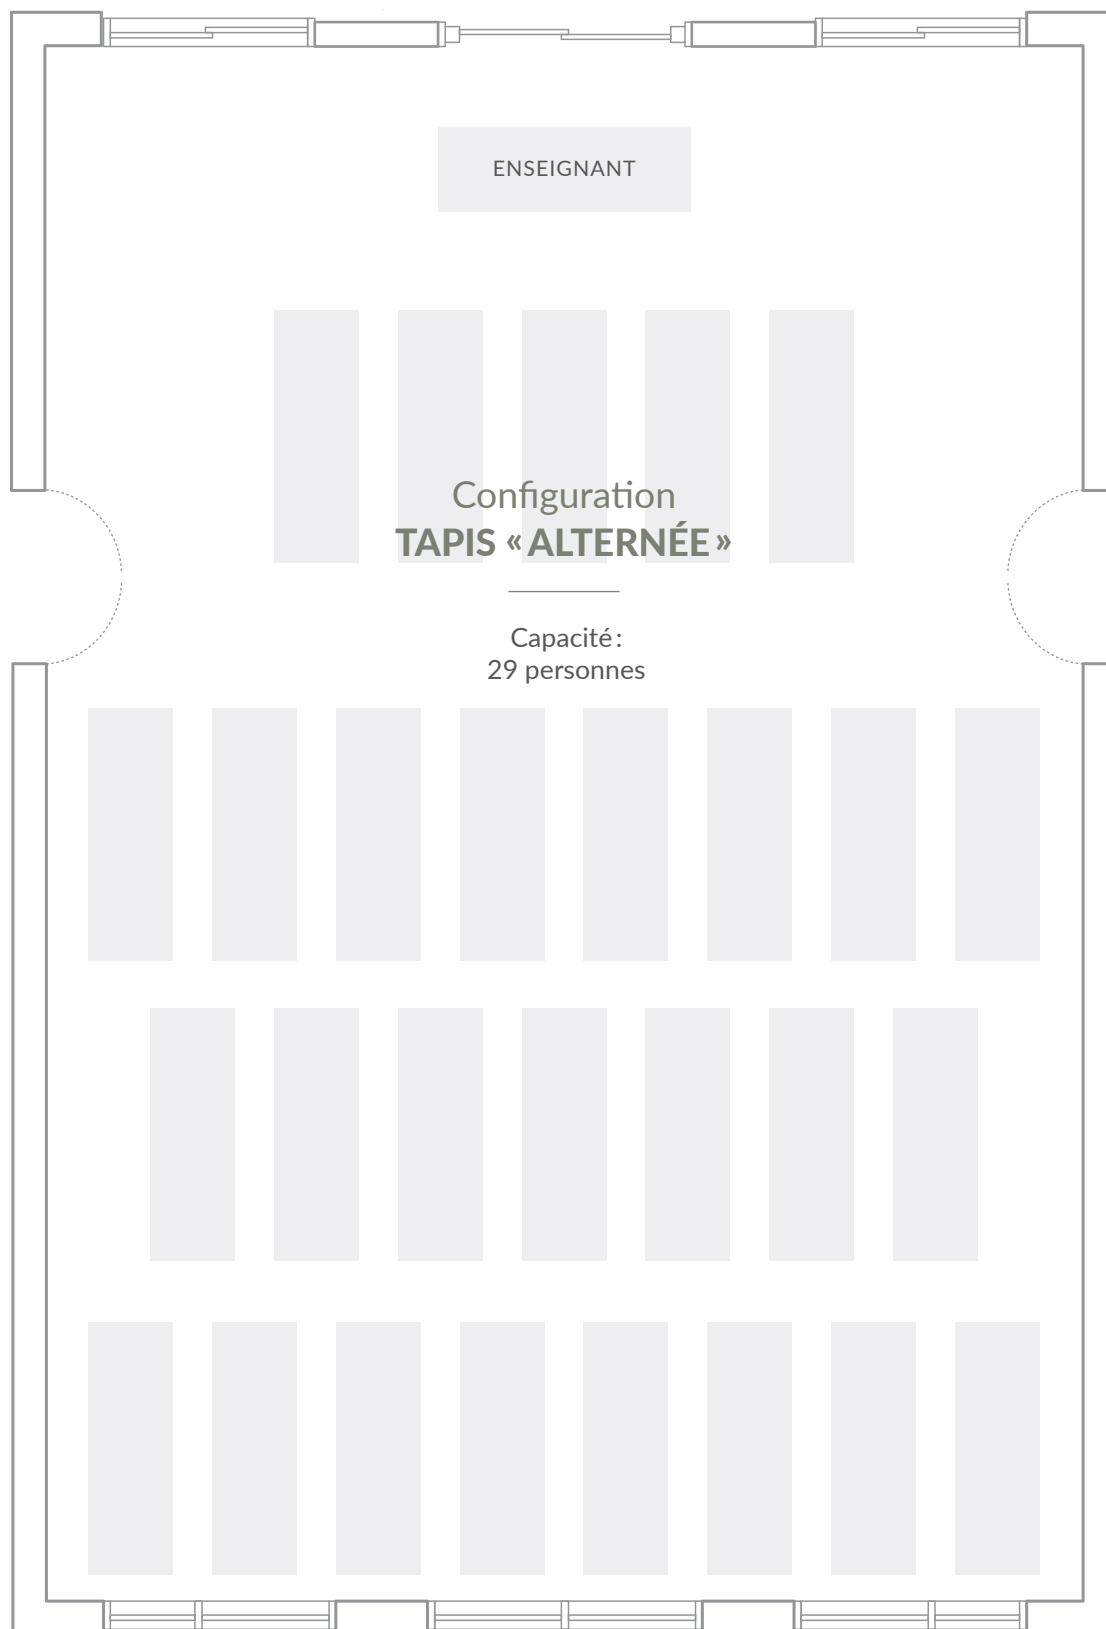 ENSEIGNANT
Configuration
TAPIS « ALTERNÉE »
Capacité :
29 personnes